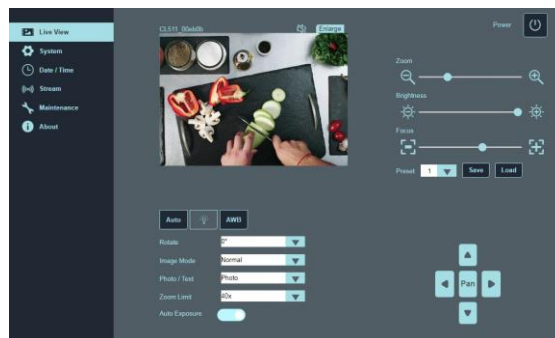 Live View
System
Date / Time
Stream
Maintenance
About
CL511_00eb0b
Enlarge
Power
Zoom
Brightness
Focus
Preset 1 Save Load
Auto AWB
Rotate 0°
Image Mode Normal
Photo / Text Photo
Zoom Limit 40x
Auto Exposure
Pan